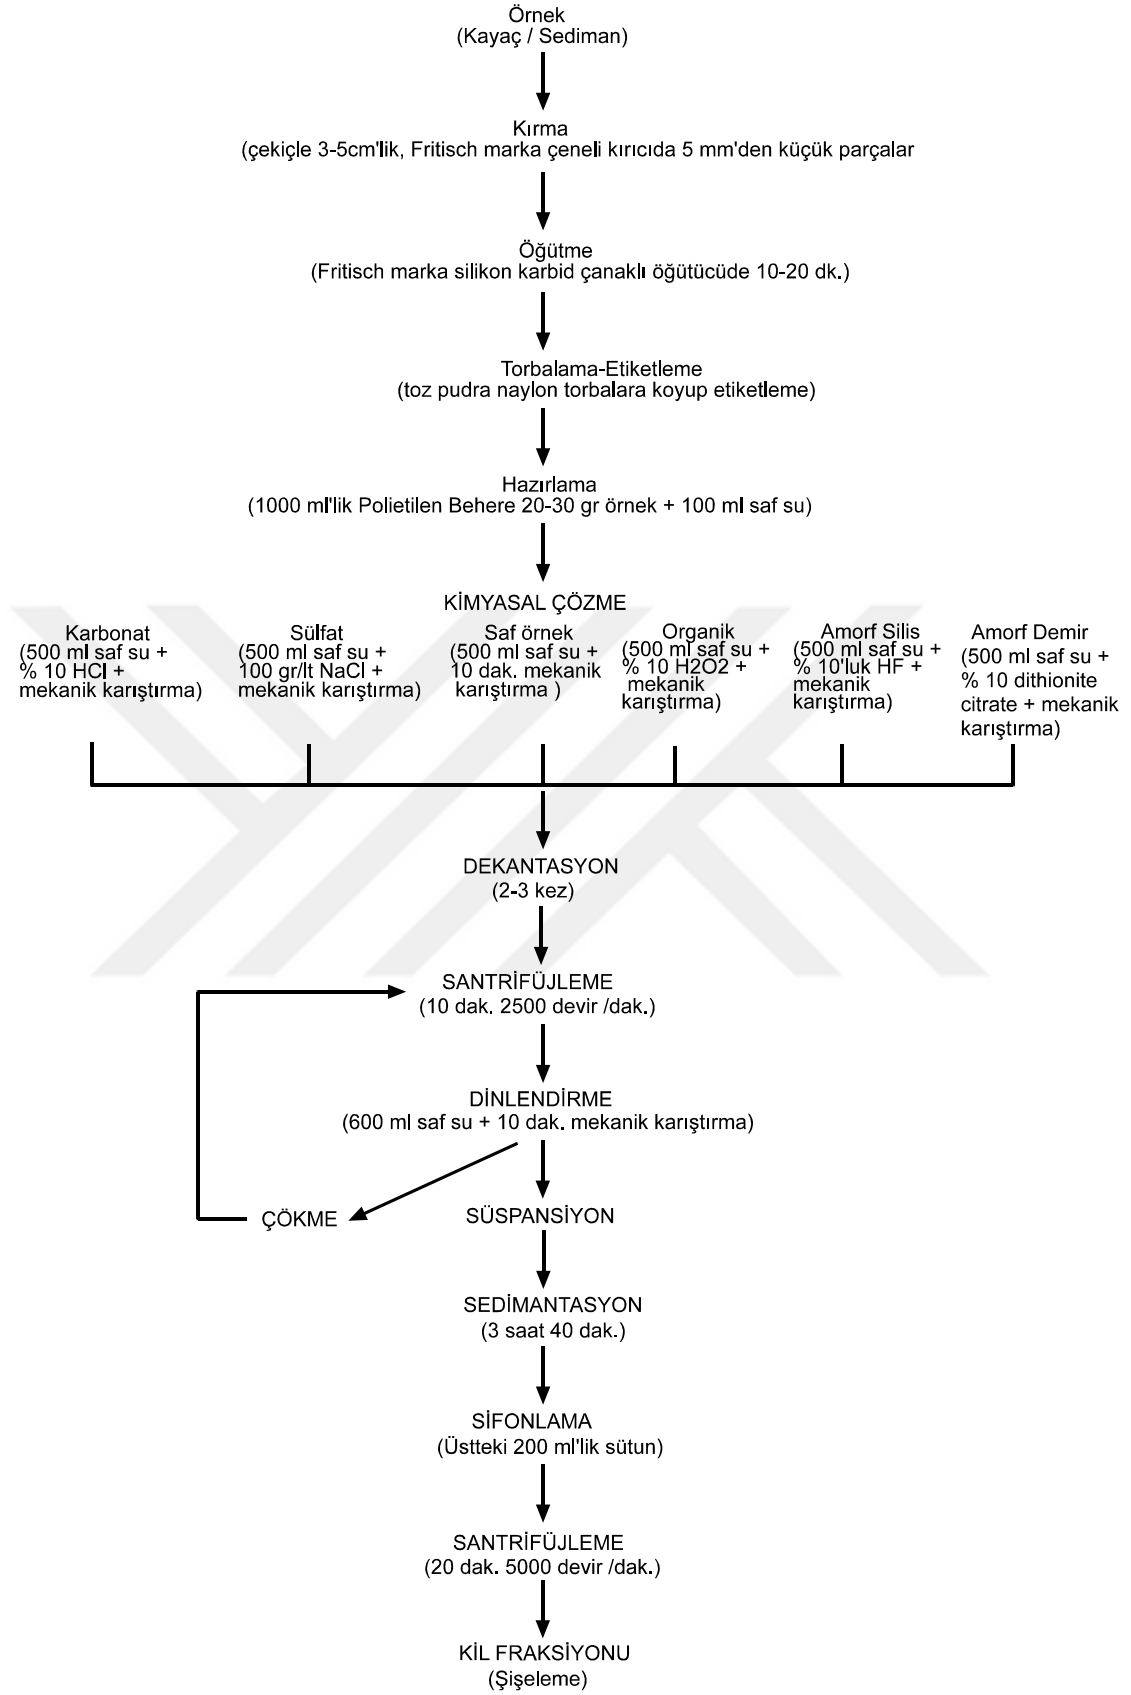 Örnek
(Kayaç / Sediman)
Kırma
(çekiçle 3-5cm'lik, Fritisch marka çeneli kırıcıda 5 mm'den küçük parçalar
Öğütme
(Fritisch marka silikon karbid çanaklı öğütücüde 10-20 dk.)
Torbalama-Etiketleme
(toz pudra naylon torbalara koyup etiketleme)
Hazırlama
(1000 ml'lik Polietilen Behere 20-30 gr örnek + 100 ml saf su)
KİMYASAL ÇÖZME
Karbonat
(500 ml saf su +
% 10 HCl +
mekanik karıştırma)
Sülfat
(500 ml saf su +
100 gr/lt NaCl +
mekanik karıştırma)
Saf örnek
(500 ml saf su +
10 dak. mekanik
karıştırma )
Organik
(500 ml saf su +
% 10 H2O2 +
mekanik
karıştırma)
Amorf Silis
(500 ml saf su +
% 10'luk HF +
mekanik
karıştırma)
Amorf Demir
(500 ml saf su +
% 10 dithionite
citrate + mekanik
karıştırma)
DEKANTASYON
(2-3 kez)
SANTRİFÜJLEME
(10 dak. 2500 devir /dak.)
DİNLENDİRME
(600 ml saf su + 10 dak. mekanik karıştırma)
ÇÖKME
SÜSPANSİYON
SEDİMANTASYON
(3 saat 40 dak.)
SİFONLAMA
(Üstteki 200 ml'lik sütun)
SANTRİFÜJLEME
(20 dak. 5000 devir /dak.)
KİL FRAKSİYONU
(Şişeleme)